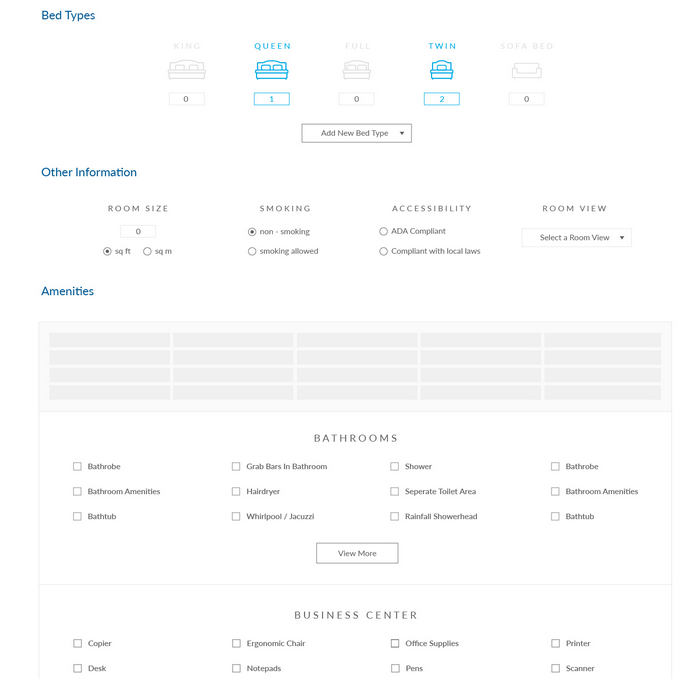 Bed Types
KING QUEEN FULL TWIN SOFA BED
0 1 0 2 0
Add New Bed Type
Other Information
ROOM SIZE SMOKING ACCESSIBILITY ROOM VIEW
0 non - smoking ADA Compliant Select a Room View
sq ft sq m smoking allowed Compliant with local laws
Amenities
BATHROOMS
Bathrobe Grab Bars In Bathroom Shower Bathrobe
Bathroom Amenities Hairdryer Seperate Toilet Area Bathroom Amenities
Bathtub Whirlpool / Jacuzzi Rainfall Showerhead Bathtub
View More
BUSINESS CENTER
Copier Ergonomic Chair Office Supplies Printer
Desk Notepads Pens Scanner